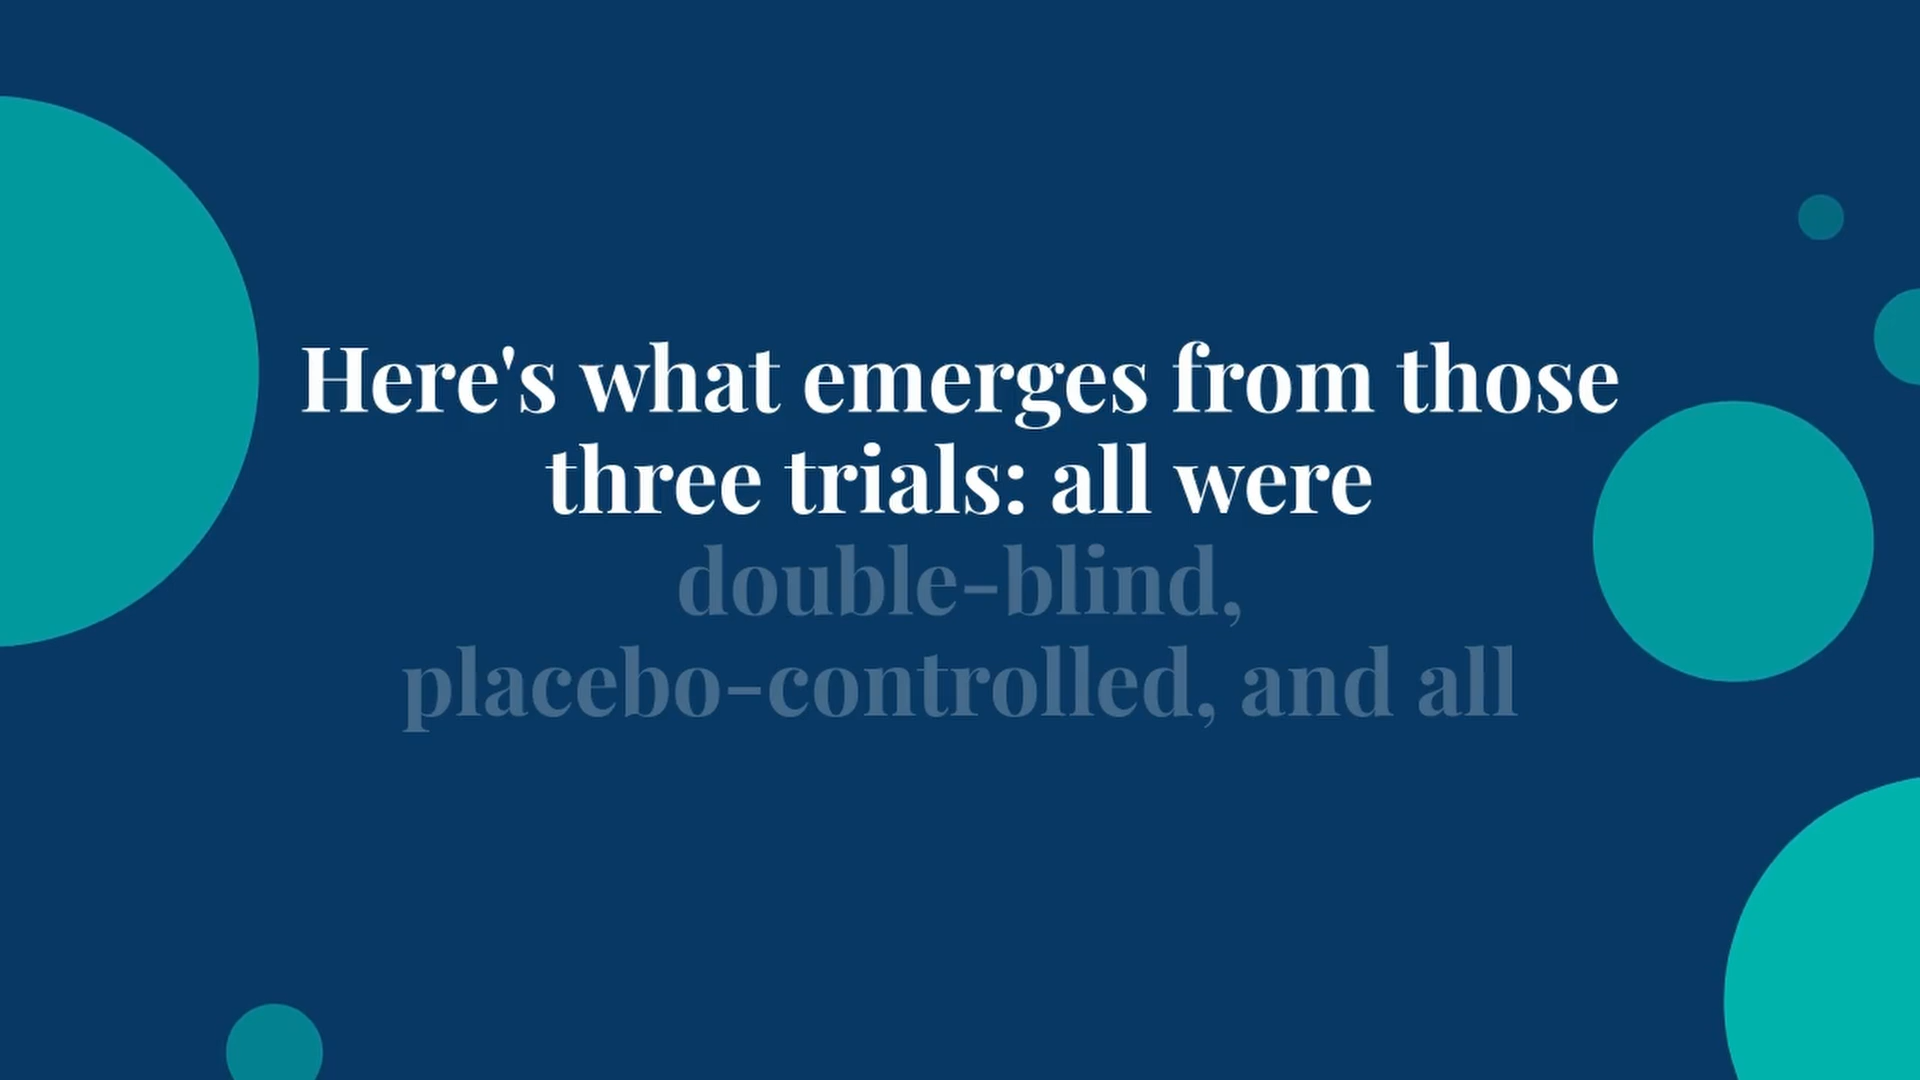 Here's what emerges from those
three trials: all were
double-blind,
placebo-controlled, and all